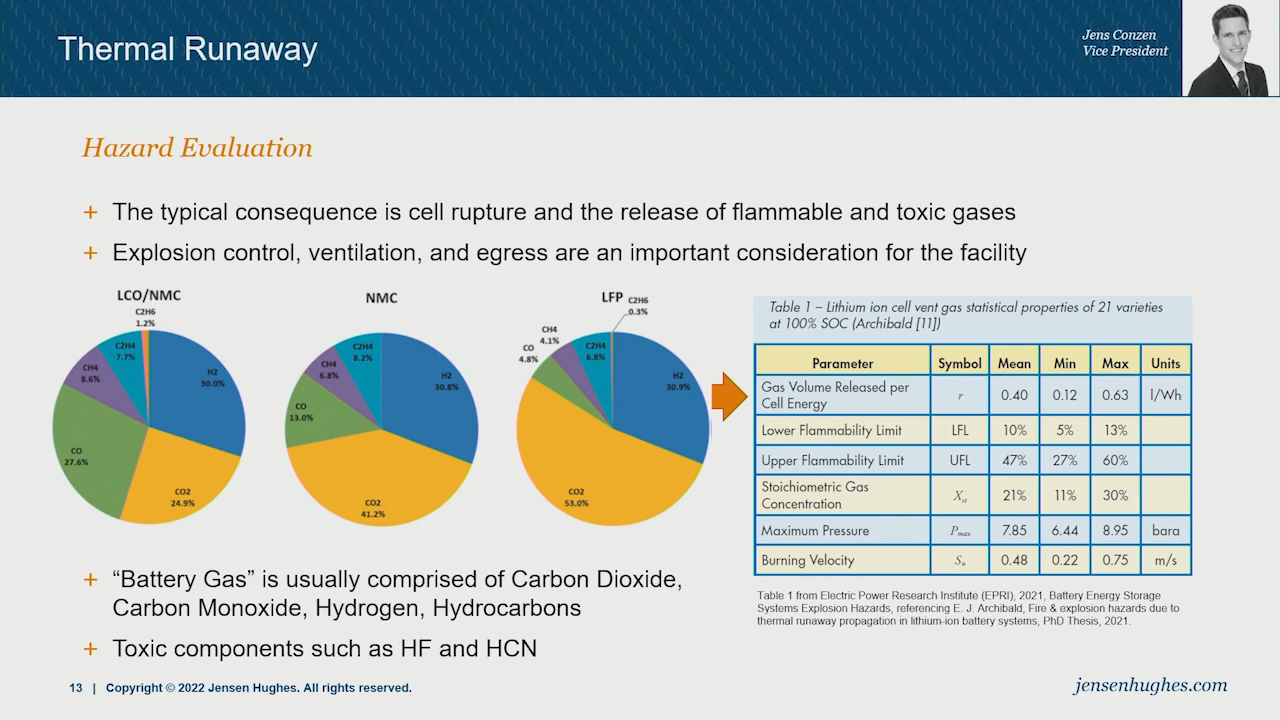 Thermal Runaway
Jens Conzen
Vice President
Hazard Evaluation
+ The typical consequence is cell rupture and the release of flammable and toxic gases
+ Explosion control, ventilation, and egress are an important consideration for the facility
LCO/NMC
C2H6
1.2%
C2H4
7.7%
CH4
8.6%
H2
30.0%
CO
27.6%
CO2
24.9%
NMC
C2H4
8.2%
CH4
6.8%
H2
30.8%
CO
13.0%
CO2
41.2%
LFP
C2H6
0.3%
CH4
4.1%
C2H4
6.8%
CO
4.8%
H2
30.9%
CO2
53.0%
Table 1 – Lithium ion cell vent gas statistical properties of 21 varieties
at 100% SOC (Archibald [11])
Parameter Symbol Mean Min Max Units
Gas Volume Released per
Cell Energy r 0.40 0.12 0.63 l/Wh
Lower Flammability Limit LFL 10% 5% 13%
Upper Flammability Limit UFL 47% 27% 60%
Stoichiometric Gas
Concentration Xst 21% 11% 30%
Maximum Pressure Pmax 7.85 6.44 8.95 bara
Burning Velocity Su 0.48 0.22 0.75 m/s
Table 1 from Electric Power Research Institute (EPRI), 2021, Battery Energy Storage
Systems Explosion Hazards, referencing E. J. Archibald, Fire & explosion hazards due to
thermal runaway propagation in lithium-ion battery systems, PhD Thesis, 2021.
+ “Battery Gas” is usually comprised of Carbon Dioxide,
Carbon Monoxide, Hydrogen, Hydrocarbons
+ Toxic components such as HF and HCN
13 | Copyright © 2022 Jensen Hughes. All rights reserved.
jensenhughes.com